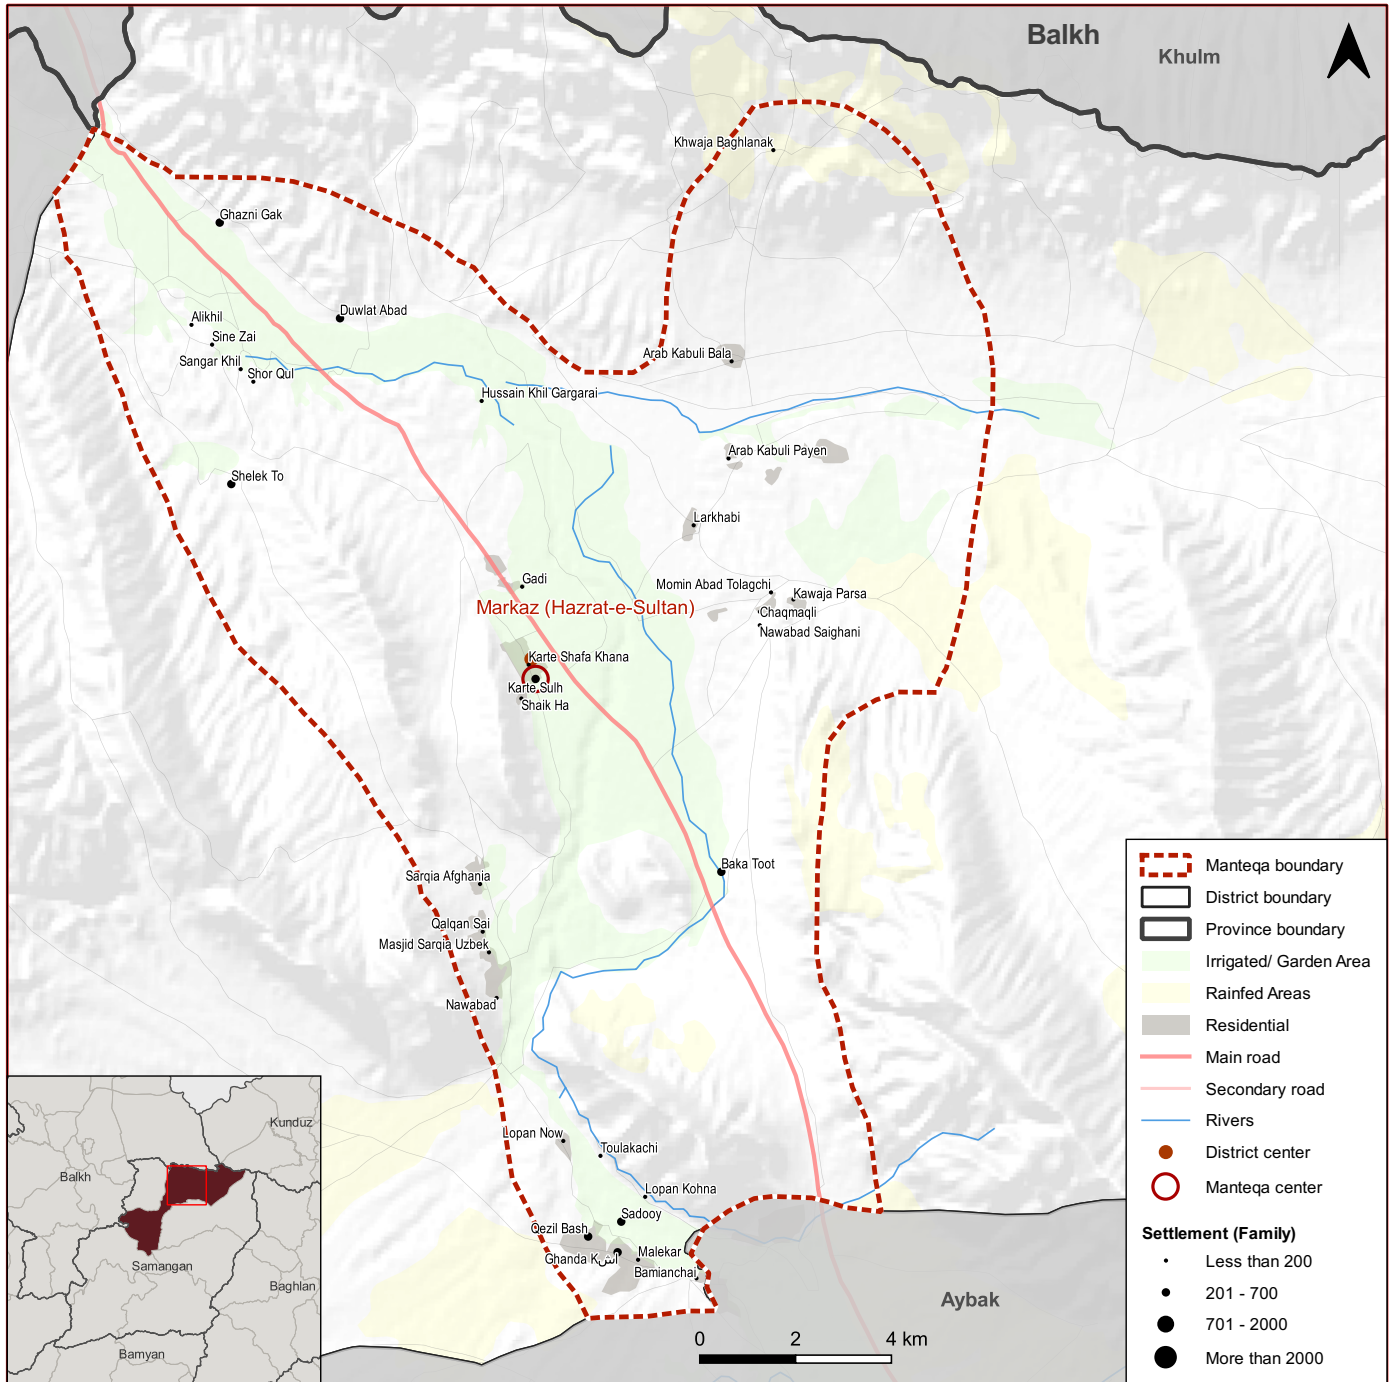 Balkh
Khulm
Khwaja Baghlanak
Ghazni Gak
Duwlat Abad
Alikhil
Sine Zai
Arab Kabuli Bala
Sangar Khil
Shor Qul
Hussain Khil Gargarai
Arab Kabuli Payen
Shelek To
Larkhabi
Gadi
Momin Abad Tolagchi
Kawaja Parsa
Markaz (Hazrat-e-Sultan)
Chaqmaqli
Nawabad Saighani
Karte Shafa Khana
Karte Sulh
Shaik Ha
Baka Toot
Sarqia Afghania
Qalqan Sai
Masjid Sarqia Uzbek
Nawabad
Lopan Now
Toulakachi
Lopan Kohna
Sadooy
Qezil Bash
Ghanda Kاش
Malekar
Bamianchai
Aybak
0 2 4 km
Manteqa boundary
District boundary
Province boundary
Irrigated/ Garden Area
Rainfed Areas
Residential
Main road
Secondary road
Rivers
District center
Manteqa center
Settlement (Family)
Less than 200
201 - 700
701 - 2000
More than 2000
Kunduz
Balkh
Samangan
Baghlan
Bamyan